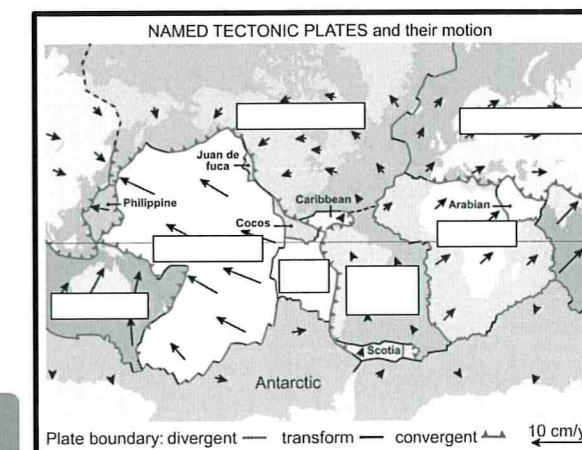 NAMED TECTONIC PLATES and their motion
Juan de
fuca
Philippine
Caribbean
Arabian
Cocos
Scotia
Antarctic
Plate boundary: divergent transform convergent
10 cm/y